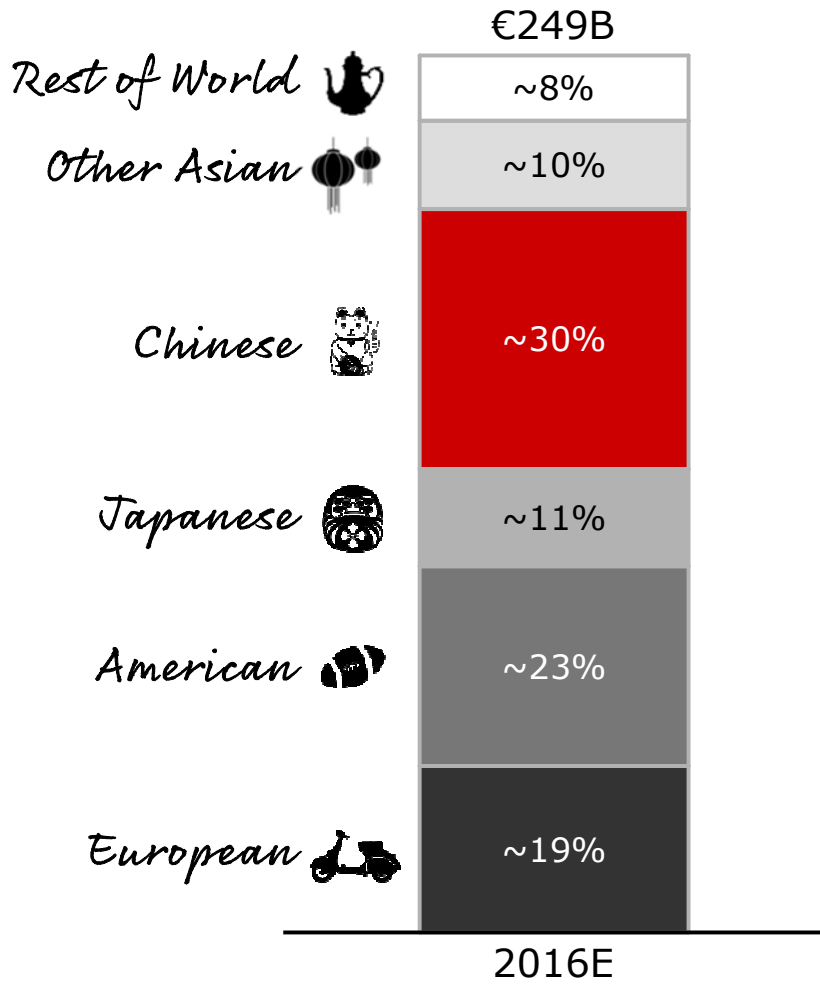 €249B
Rest of World ~8%
Other Asian ~10%
Chinese ~30%
Japanese ~11%
American ~23%
European ~19%
2016E